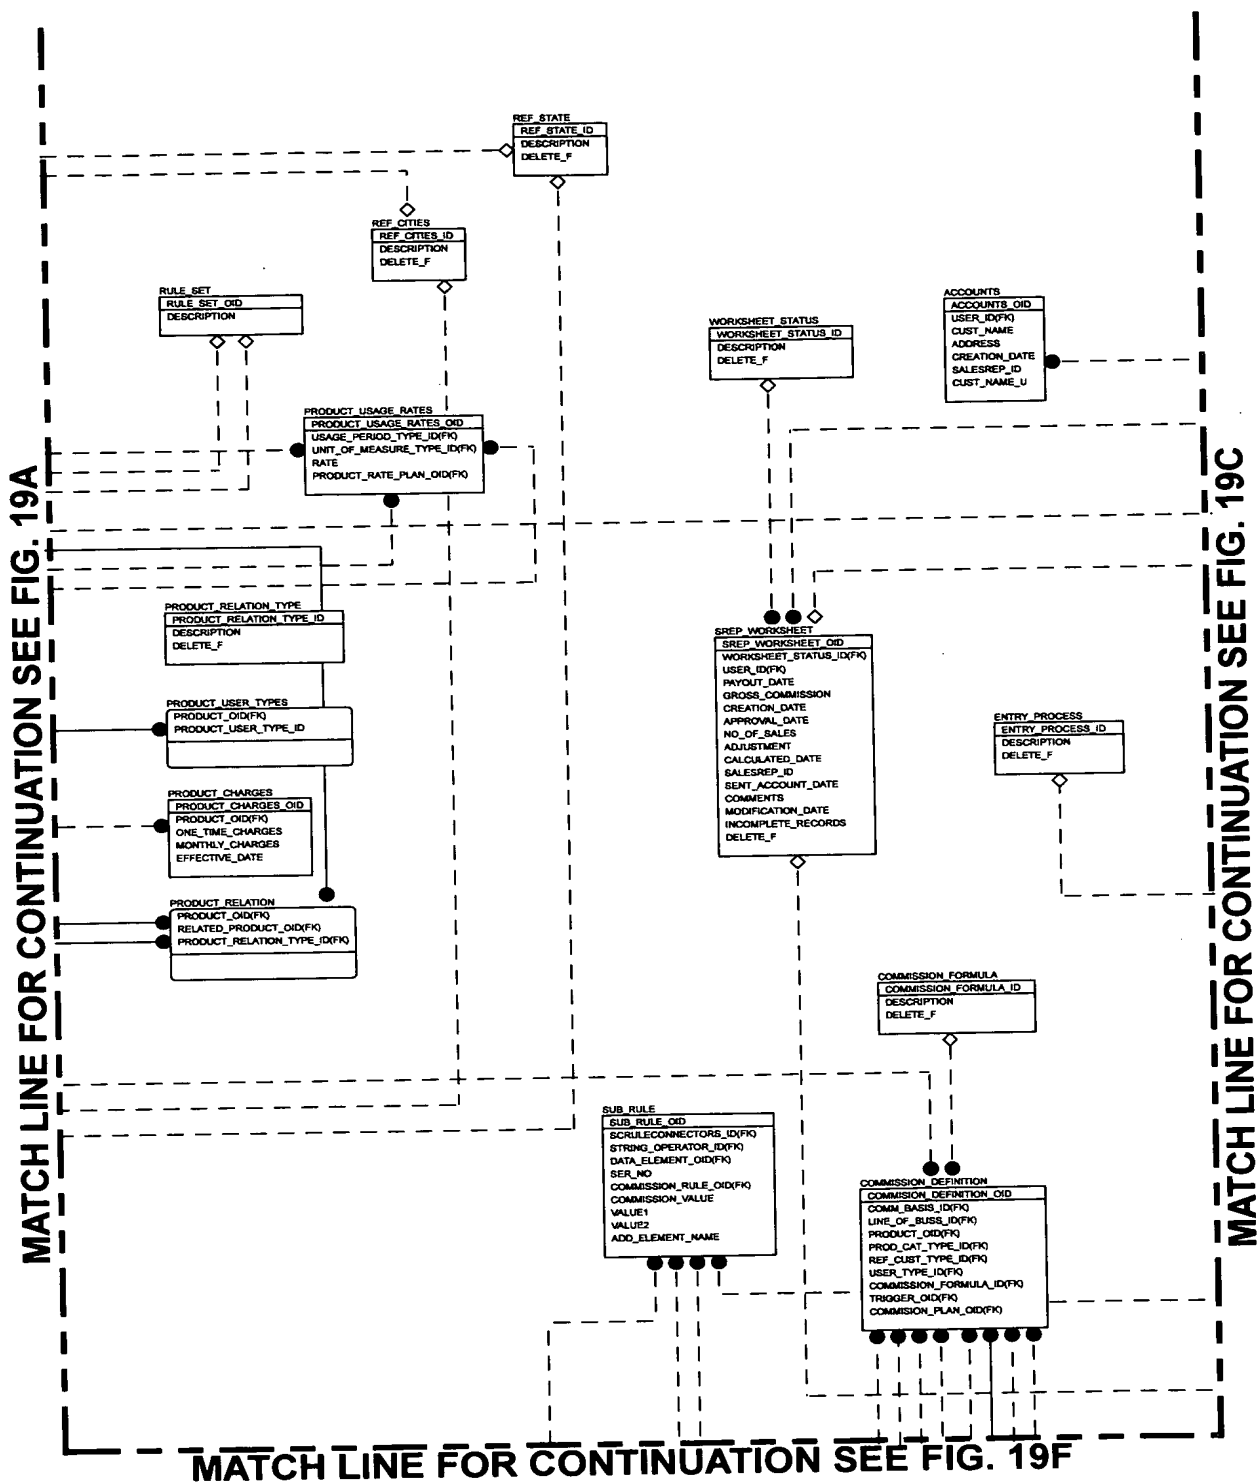 REF_STATE
REF_STATE_ID
DESCRIPTION
DELETE_F
REF_CITIES
REF_CITIES_ID
DESCRIPTION
DELETE_F
RULE_SET
RULE_SET_OID
DESCRIPTION
WORKSHEET_STATUS
WORKSHEET_STATUS_ID
DESCRIPTION
DELETE_F
ACCOUNTS
ACCOUNTS_OID
USER_ID(FK)
CUST_NAME
ADDRESS
CREATION_DATE
SALESREP_ID
CUST_NAME_U
PRODUCT_USAGE_RATES
PRODUCT_USAGE_RATES_OID
USAGE_PERIOD_TYPE_ID(FK)
UNIT_OF_MEASURE_TYPE_ID(FK)
RATE
PRODUCT_RATE_PLAN_OID(FK)
MATCH LINE FOR CONTINUATION SEE FIG. 19A
MATCH LINE FOR CONTINUATION SEE FIG. 19C
PRODUCT_RELATION_TYPE
PRODUCT_RELATION_TYPE_ID
DESCRIPTION
DELETE_F
SREP_WORKSHEET
SREP_WORKSHEET_OID
WORKSHEET_STATUS_ID(FK)
USER_ID(FK)
PAYOUT_DATE
GROSS_COMMISSION
CREATION_DATE
APPROVAL_DATE
NO_OF_SALES
ADJUSTMENT
CALCULATED_DATE
SALESREP_ID
SENT_ACCOUNT_DATE
COMMENTS
MODIFICATION_DATE
INCOMPLETE_RECORDS
DELETE_F
PRODUCT_USER_TYPES
PRODUCT_OID(FK)
PRODUCT_USER_TYPE_ID
ENTRY_PROCESS
ENTRY_PROCESS_ID
DESCRIPTION
DELETE_F
PRODUCT_CHARGES
PRODUCT_CHARGES_OID
PRODUCT_OID(FK)
ONE_TIME_CHARGES
MONTHLY_CHARGES
EFFECTIVE_DATE
PRODUCT_RELATION
PRODUCT_OID(FK)
RELATED_PRODUCT_OID(FK)
PRODUCT_RELATION_TYPE_ID(FK)
COMMISSION_FORMULA
COMMISSION_FORMULA_ID
DESCRIPTION
DELETE_F
SUB_RULE
SUB_RULE_OID
SCRULECONNECTORS_ID(FK)
STRING_OPERATOR_ID(FK)
DATA_ELEMENT_OID(FK)
SER_NO
COMMISSION_RULE_OID(FK)
COMMISSION_VALUE
VALUE1
VALUE2
ADD_ELEMENT_NAME
COMMISSION_DEFINITION
COMMISION_DEFINITION_OID
COMM_BASIS_ID(FK)
LINE_OF_BUSS_ID(FK)
PRODUCT_OID(FK)
PROD_CAT_TYPE_ID(FK)
REF_CUST_TYPE_ID(FK)
USER_TYPE_ID(FK)
COMMISSION_FORMULA_ID(FK)
TRIGGER_OID(FK)
COMMISION_PLAN_OID(FK)
MATCH LINE FOR CONTINUATION SEE FIG. 19F